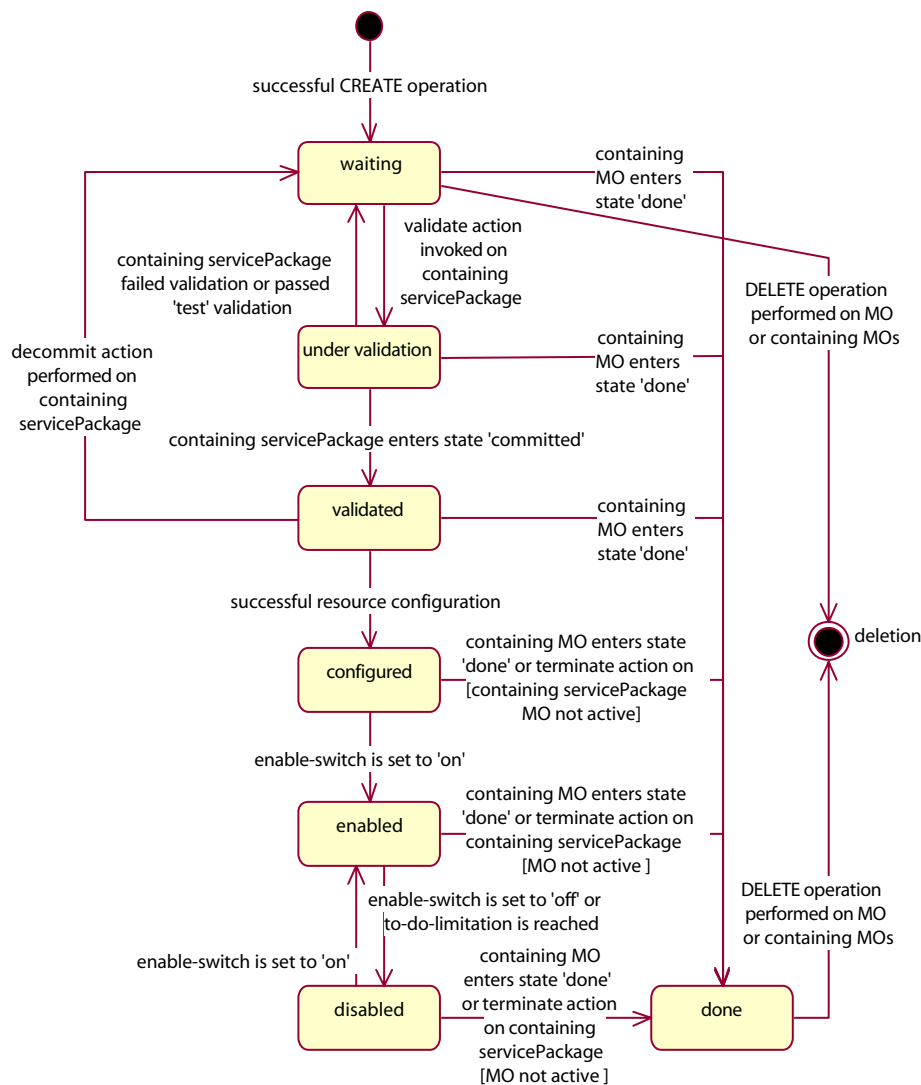 successful CREATE operation
waiting
containing
MO enters
state 'done'
validate action
invoked on
containing
servicePackage
containing servicePackage
failed validation or passed
'test' validation
DELETE operation
performed on MO
or containing MOs
under validation
containing
MO enters
state 'done'
decommit action
performed on
containing
servicePackage
containing servicePackage enters state 'committed'
validated
containing
MO enters
state 'done'
successful resource configuration
deletion
configured
containing MO enters state
'done' or terminate action on
[containing servicePackage
MO not active]
enable-switch is set to 'on'
enabled
containing MO enters state
'done' or terminate action on
containing servicePackage
[MO not active ]
enable-switch is set to 'off' or
to-do-limitation is reached
DELETE operation
performed on MO
or containing MOs
enable-switch is set to 'on'
containing MO
enters state 'done'
or terminate action
on containing
servicePackage
[MO not active ]
disabled
done